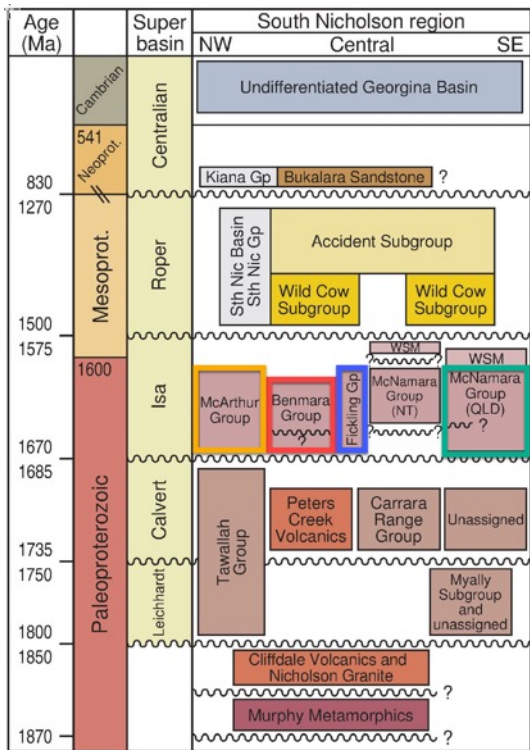 Age
(Ma)
Super
basin
South Nicholson region
NW
Central
SE
Cambrian
541
Neoprot.
830
1270
Mesoprot.
1500
1575
1600
1670
1685
Paleoproterozoic
1735
1750
1800
1850
1870
Centralian
Roper
Isa
Calvert
Leichhardt
Undifferentiated Georgina Basin
Kiana Gp
Bukalara Sandstone
?
Sth Nic Basin
Sth Nic Gp
Accident Subgroup
Wild Cow
Subgroup
Wild Cow
Subgroup
McArthur
Group
Benmara
Group
?
Fickling Gp
WSM
?
?
McNamara
Group
(NT)
?
?
WSM
McNamara
Group
(QLD)
?
Tawallah
Group
Peters
Creek
Volcanics
Carrara
Range
Group
Unassigned
Myally
Subgroup
and
unassigned
Cliffdale Volcanics and
Nicholson Granite
?
Murphy Metamorphics
?